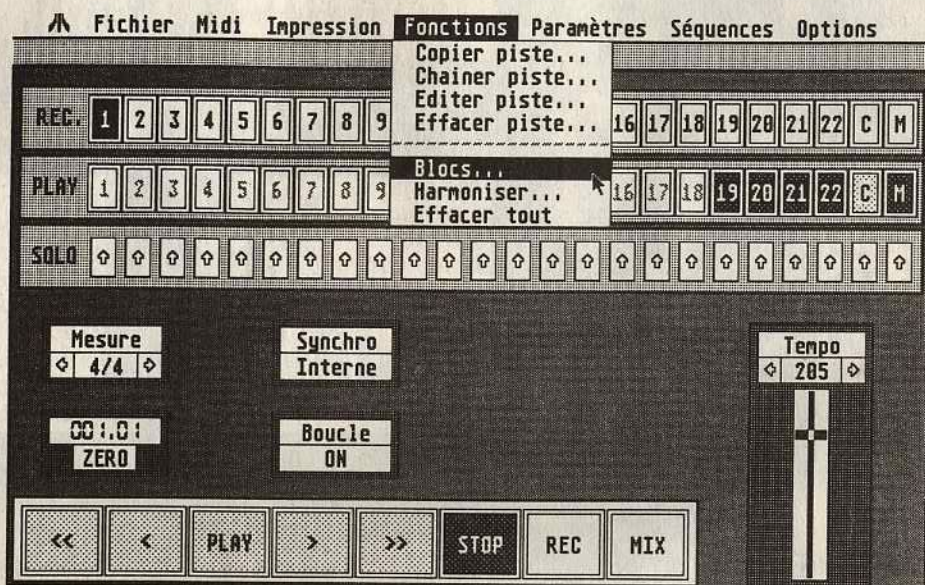 Fichier Midi Impression Fonctions Paramètres Séquences Options
Copier piste...
Chainer piste...
Editer piste...
Effacer piste...
Blocs...
Harmoniser...
Effacer tout
REC. 1 2 3 4 5 6 7 8 9 16 17 18 19 20 21 22 C M
PLAY 1 2 3 4 5 6 7 8 9 16 17 18 19 20 21 22 C M
SOLO
Mesure
4/4
Synchro
Interne
Tempo
205
001.01
ZERO
Boucle
ON
<< < PLAY > >> STOP REC MIX